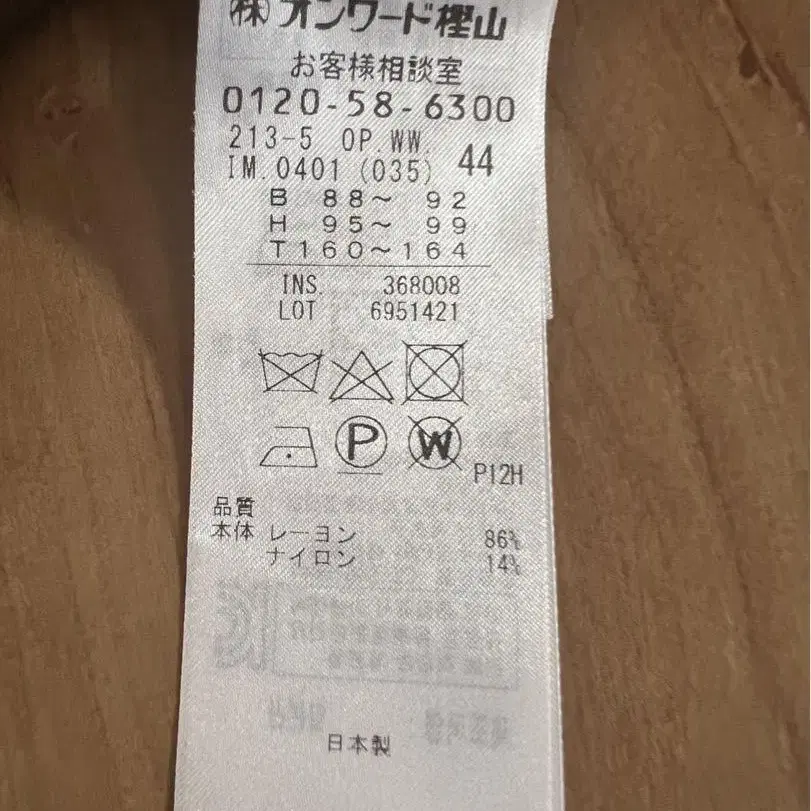 ㈱オンワード樫山
お客様相談室
0120-58-6300
213-5 OP.WW.
IM.0401 (035) 44
B 88～ 92
H 95～ 99
T160～164
INS. 368008
LOT 6951421
P
W
P12H
品質
本体 レーヨン 86%
ナイロン 14%
日本製